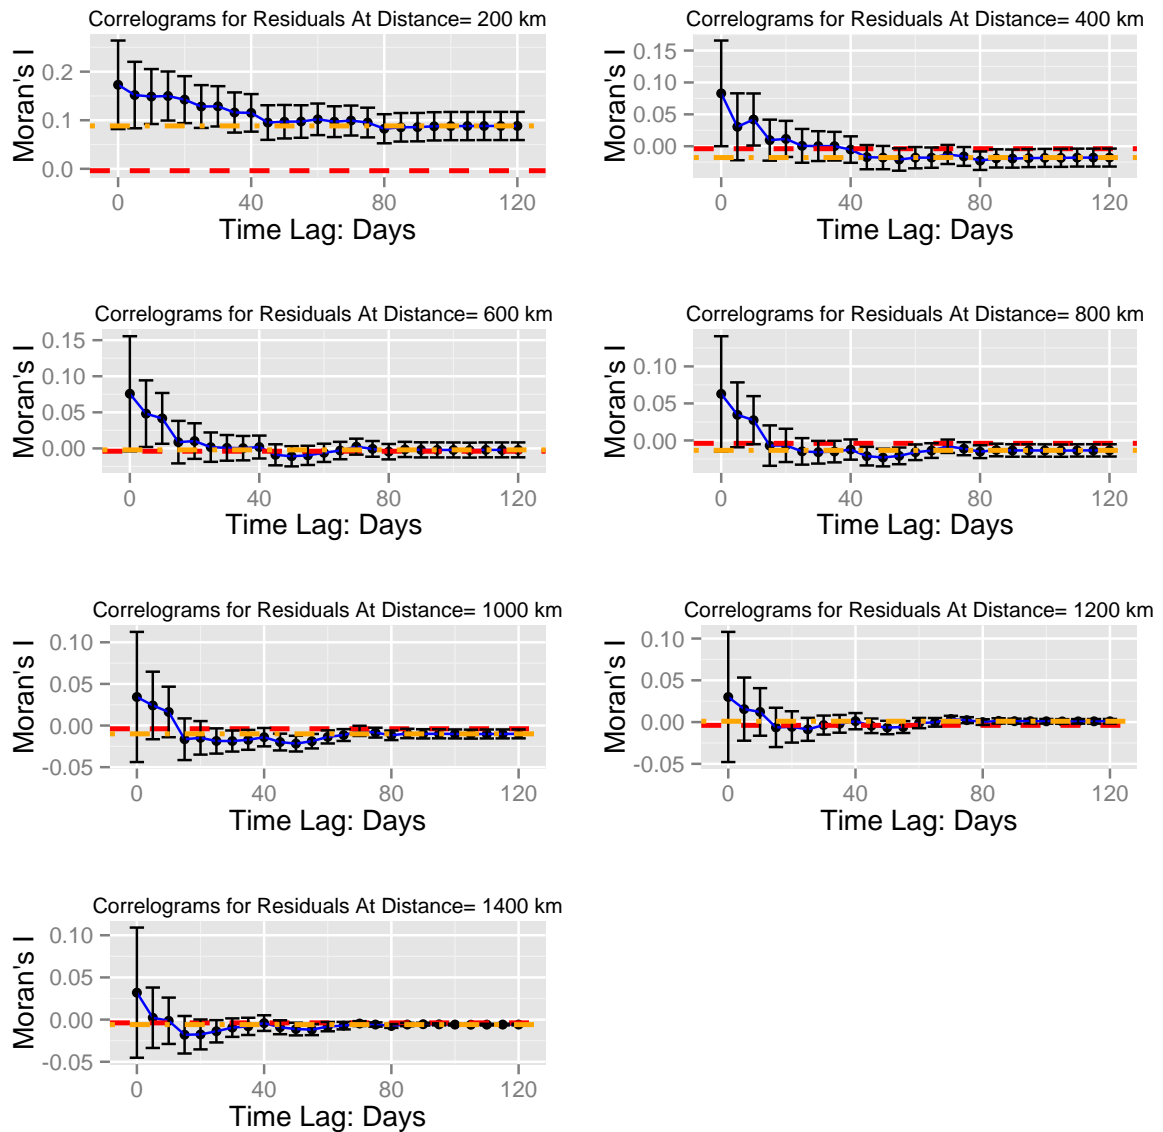 Correlograms for Residuals At Distance= 200 km
Moran's I
0.2
0.1
0.0
0 40 80 120
Time Lag: Days
Correlograms for Residuals At Distance= 400 km
Moran's I
0.15
0.10
0.05
0.00
0 40 80 120
Time Lag: Days
Correlograms for Residuals At Distance= 600 km
Moran's I
0.15
0.10
0.05
0.00
0 40 80 120
Time Lag: Days
Correlograms for Residuals At Distance= 800 km
Moran's I
0.10
0.05
0.00
0 40 80 120
Time Lag: Days
Correlograms for Residuals At Distance= 1000 km
Moran's I
0.10
0.05
0.00
-0.05
0 40 80 120
Time Lag: Days
Correlograms for Residuals At Distance= 1200 km
Moran's I
0.10
0.05
0.00
-0.05
0 40 80 120
Time Lag: Days
Correlograms for Residuals At Distance= 1400 km
Moran's I
0.10
0.05
0.00
-0.05
0 40 80 120
Time Lag: Days